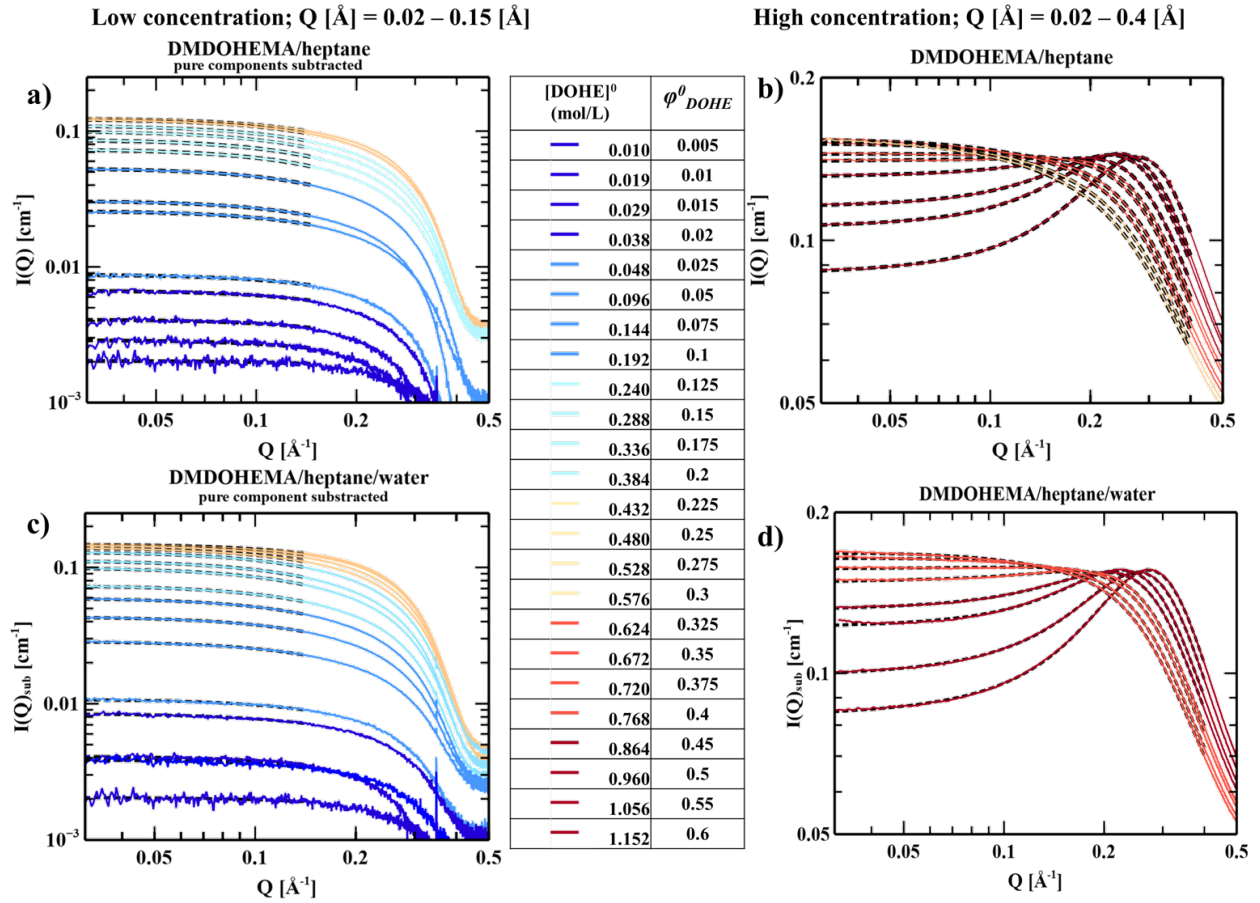 Low concentration; Q [Å] = 0.02 – 0.15 [Å]
High concentration; Q [Å] = 0.02 – 0.4 [Å]
DMDOHEMA/heptane
pure components subtracted
a)
I(Q) [cm⁻¹]
0.1
0.01
10⁻³
0.05
0.1
0.2
0.5
Q [Å⁻¹]
[DOHE]⁰ φ⁰_DOHE
(mol/L)
0.010 0.005
0.019 0.01
0.029 0.015
0.038 0.02
0.048 0.025
0.096 0.05
0.144 0.075
0.192 0.1
0.240 0.125
0.288 0.15
0.336 0.175
0.384 0.2
0.432 0.225
0.480 0.25
0.528 0.275
0.576 0.3
0.624 0.325
0.672 0.35
0.720 0.375
0.768 0.4
0.864 0.45
0.960 0.5
1.056 0.55
1.152 0.6
DMDOHEMA/heptane
b)
I(Q) [cm⁻¹]
0.2
0.1
0.05
0.05
0.1
0.2
0.5
Q [Å⁻¹]
DMDOHEMA/heptane/water
pure component substracted
c)
I(Q)sub [cm⁻¹]
0.1
0.01
10⁻³
0.05
0.1
0.2
0.5
Q [Å⁻¹]
DMDOHEMA/heptane/water
d)
I(Q)sub [cm⁻¹]
0.2
0.1
0.05
0.05
0.1
0.2
0.5
Q [Å⁻¹]